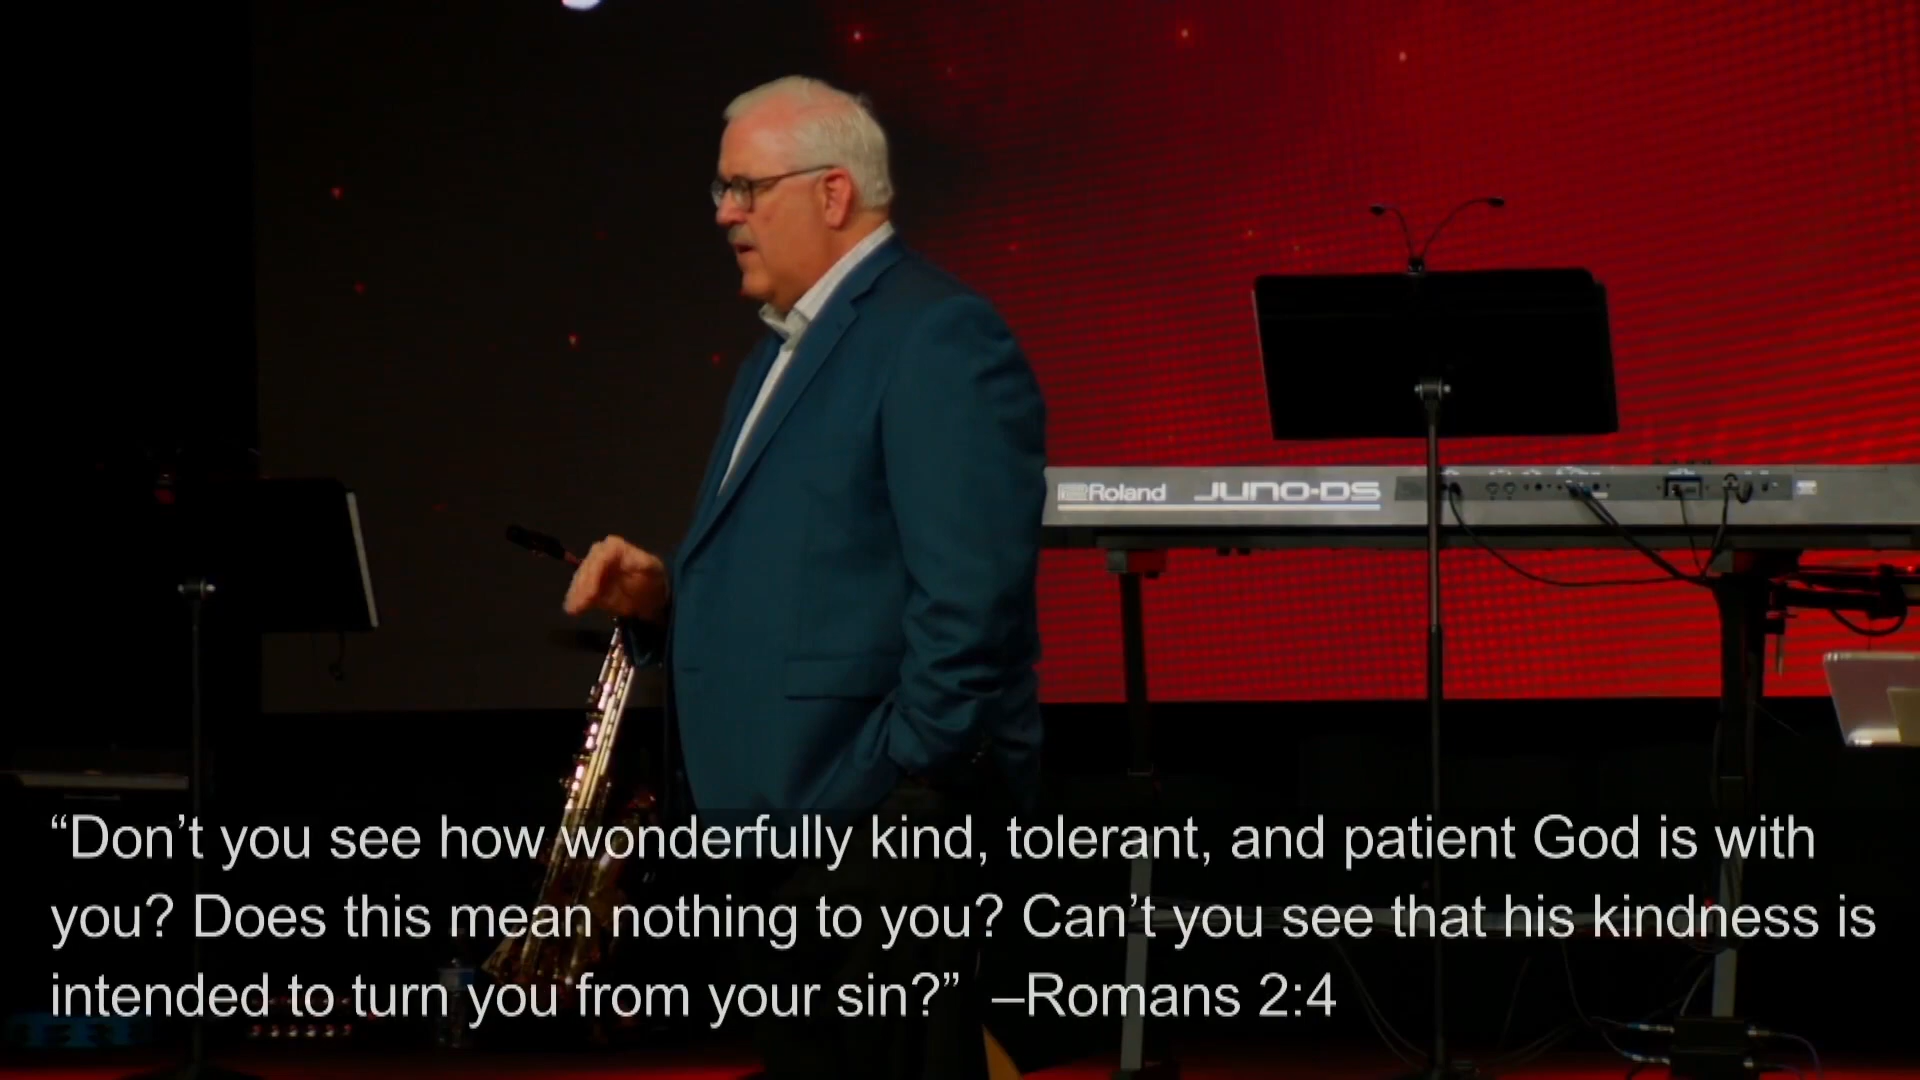 Roland JUNO-DS
“Don’t you see how wonderfully kind, tolerant, and patient God is with
you? Does this mean nothing to you? Can’t you see that his kindness is
intended to turn you from your sin?” –Romans 2:4